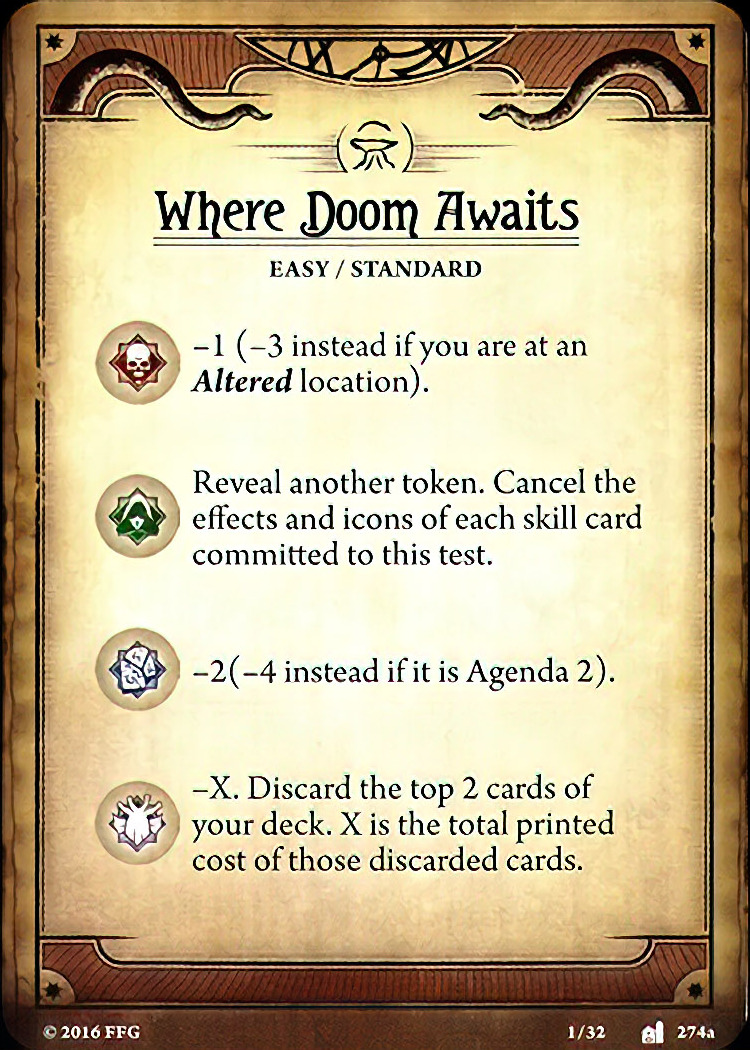 Where Doom Awaits
EASY / STANDARD
–1 (–3 instead if you are at an
Altered location).
Reveal another token. Cancel the
effects and icons of each skill card
committed to this test.
–2(–4 instead if it is Agenda 2).
–X. Discard the top 2 cards of
your deck. X is the total printed
cost of those discarded cards.
© 2016 FFG 1/32 274a